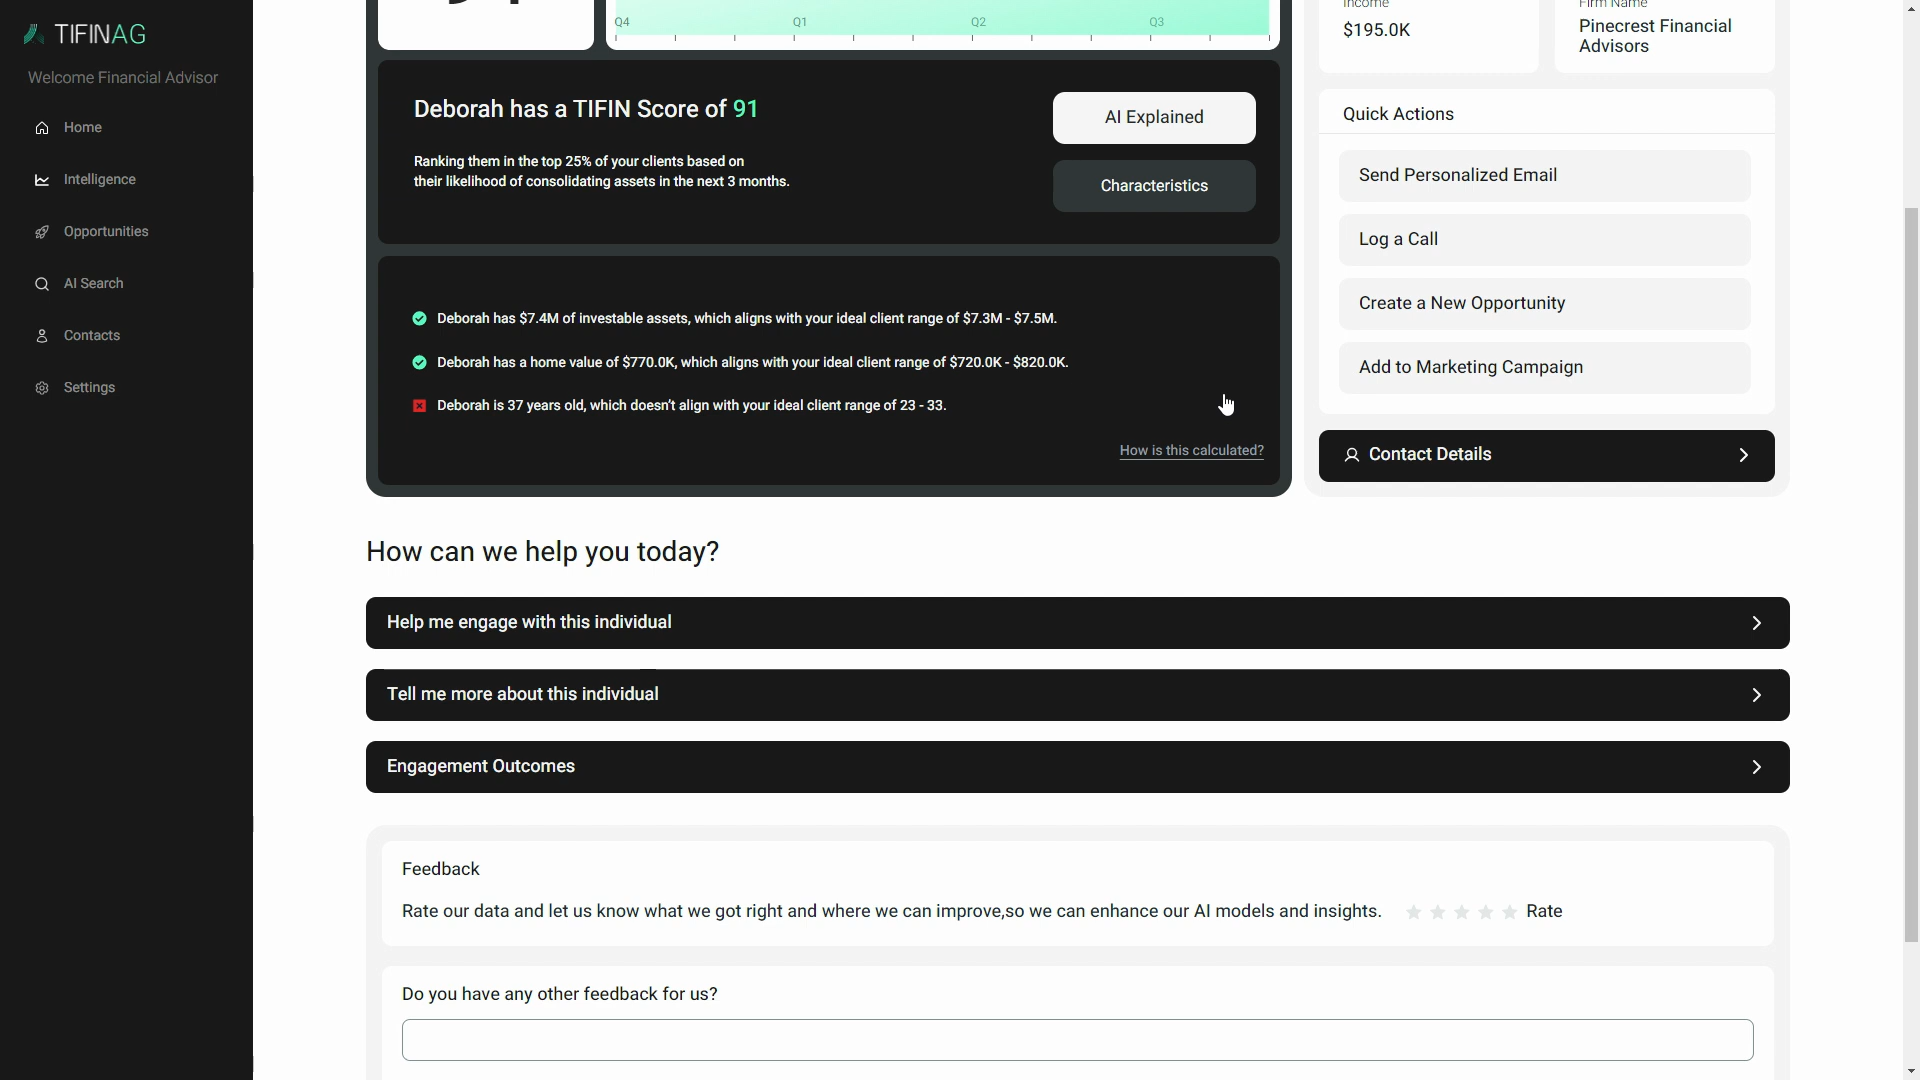 TIFINAG
Welcome Financial Advisor
Home
Intelligence
Opportunities
AI Search
Contacts
Settings
Q4 Q1 Q2 Q3
Deborah has a TIFIN Score of 91
Ranking them in the top 25% of your clients based on
their likelihood of consolidating assets in the next 3 months.
AI Explained
Characteristics
Deborah has $7.4M of investable assets, which aligns with your ideal client range of $7.3M - $7.5M.
Deborah has a home value of $770.0K, which aligns with your ideal client range of $720.0K - $820.0K.
Deborah is 37 years old, which doesn't align with your ideal client range of 23 - 33.
How is this calculated?
Income
$195.0K
Firm Name
Pinecrest Financial
Advisors
Quick Actions
Send Personalized Email
Log a Call
Create a New Opportunity
Add to Marketing Campaign
Contact Details
How can we help you today?
Help me engage with this individual
Tell me more about this individual
Engagement Outcomes
Feedback
Rate our data and let us know what we got right and where we can improve,so we can enhance our AI models and insights. Rate
Do you have any other feedback for us?